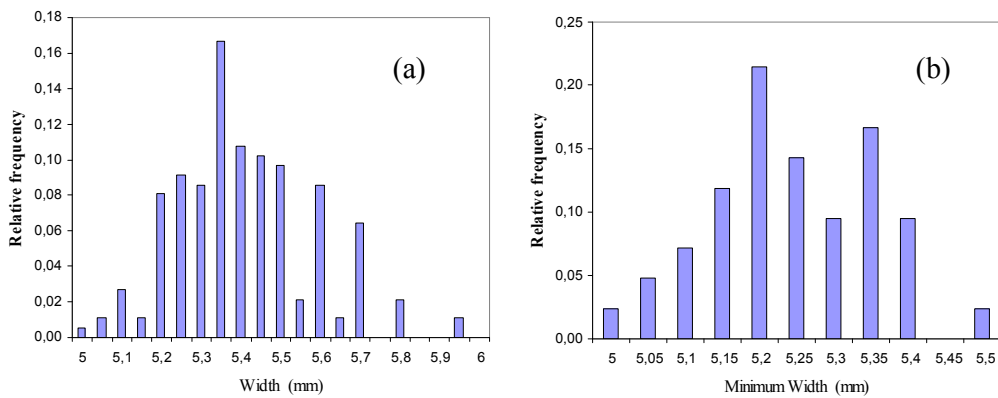 0,18
0,16
0,14
0,12
0,10
0,08
0,06
0,04
0,02
0,00
Relative frequency
(a)
5 5,1 5,2 5,3 5,4 5,5 5,6 5,7 5,8 5,9 6
Width (mm)
0,25
0,20
0,15
0,10
0,05
0,00
Relative frequency
(b)
5 5,05 5,1 5,15 5,2 5,25 5,3 5,35 5,4 5,45 5,5
Minimum Width (mm)